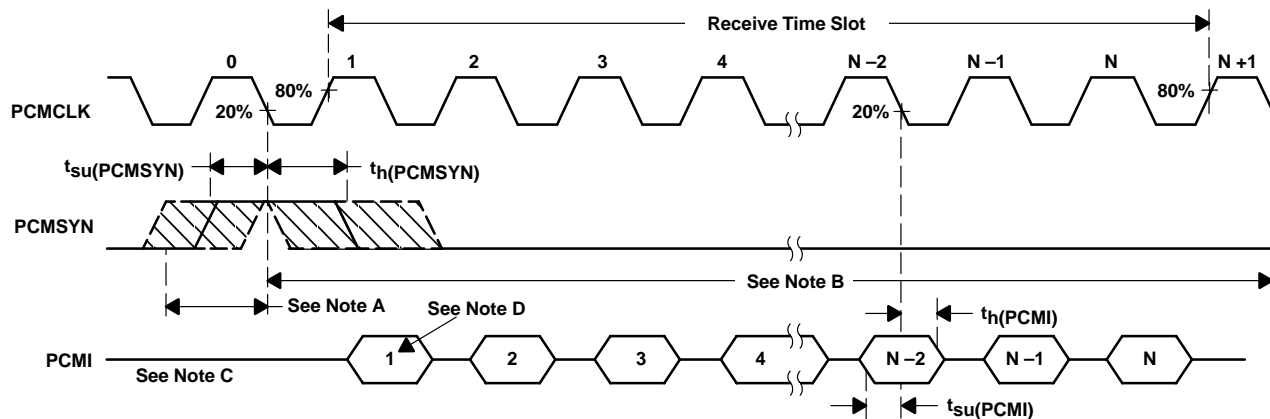 Receive Time Slot
0 1 2 3 4 N –2 N –1 N N +1
80% 80%
PCMCLK 20% 20%
tsu(PCMSYN) th(PCMSYN)
PCMSYN
See Note B
See Note A
See Note D
th(PCMI)
PCMI 1 2 3 4 N –2 N –1 N
See Note C
tsu(PCMI)